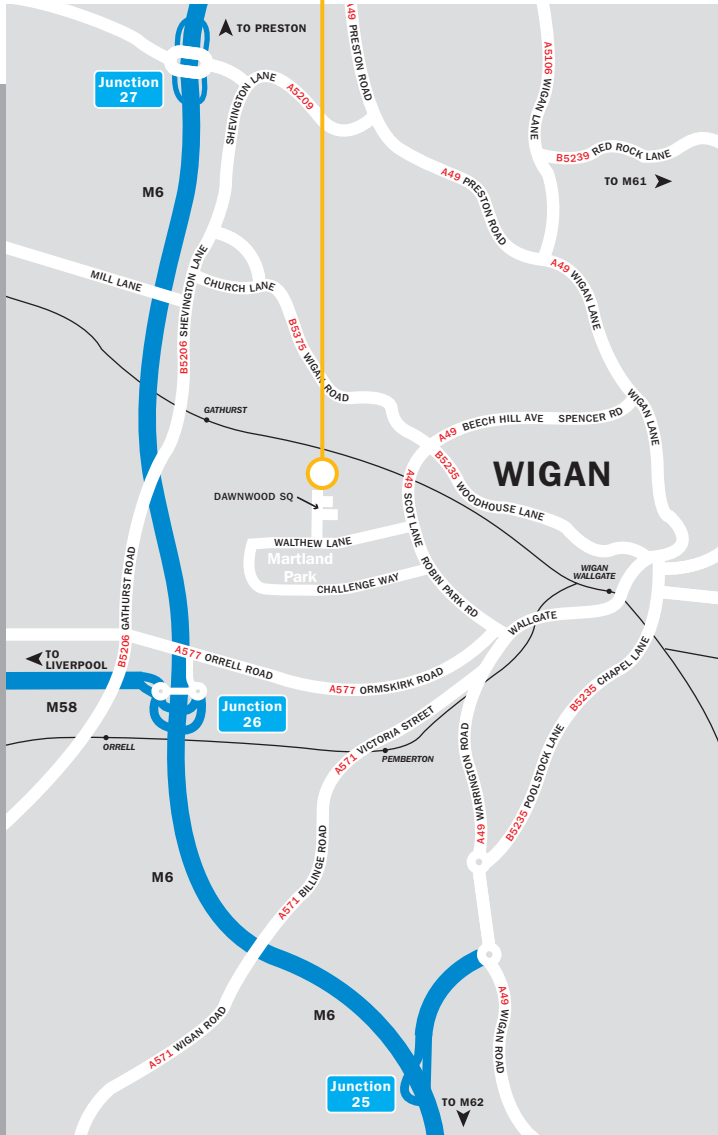 TO PRESTON
A49 PRESTON ROAD
A5106 WIGAN LANE
Junction
27
SHEVINGTON LANE
A5209
B5239 RED ROCK LANE
TO M61
M6
A49 PRESTON ROAD
A49 WIGAN LANE
MILL LANE
B5206 SHEVINGTON LANE
CHURCH LANE
B5375 WIGAN ROAD
WIGAN LANE
GATHURST
A49 BEECH HILL AVE SPENCER RD
WIGAN
B5235 WOODHOUSE LANE
A49 SCOT LANE
DAWNWOOD SQ
WALTHEW LANE
Martland
Park
CHALLENGE WAY
ROBIN PARK RD
WIGAN
WALLGATE
WALLGATE
B5206 GATHURST ROAD
TO
LIVERPOOL
A577 ORRELL ROAD
A577 ORMSKIRK ROAD
B5235 CHAPEL LANE
M58
Junction
26
A571 VICTORIA STREET
ORRELL
PEMBERTON
A49 WARRINGTON ROAD
B5235 POOLSTOCK LANE
M6
A571 BILLINGE ROAD
M6
A49 WIGAN ROAD
A571 WIGAN ROAD
Junction
25
TO M62